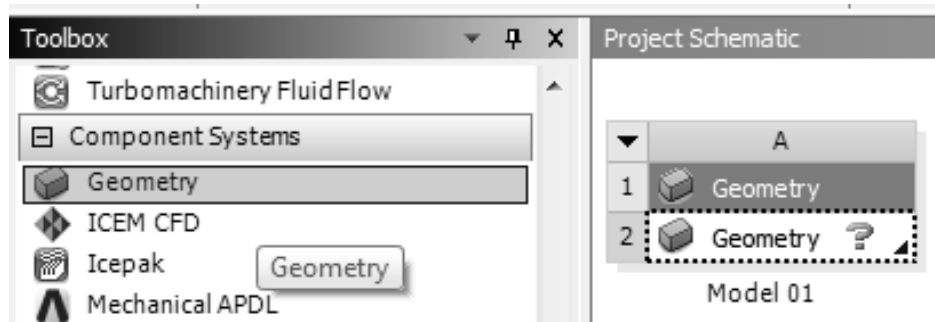 Toolbox
Turbomachinery Fluid Flow
Component Systems
Geometry
ICEM CFD
Icepak
Geometry
Mechanical APDL
Project Schematic
A
1 Geometry
2 Geometry ?
Model 01